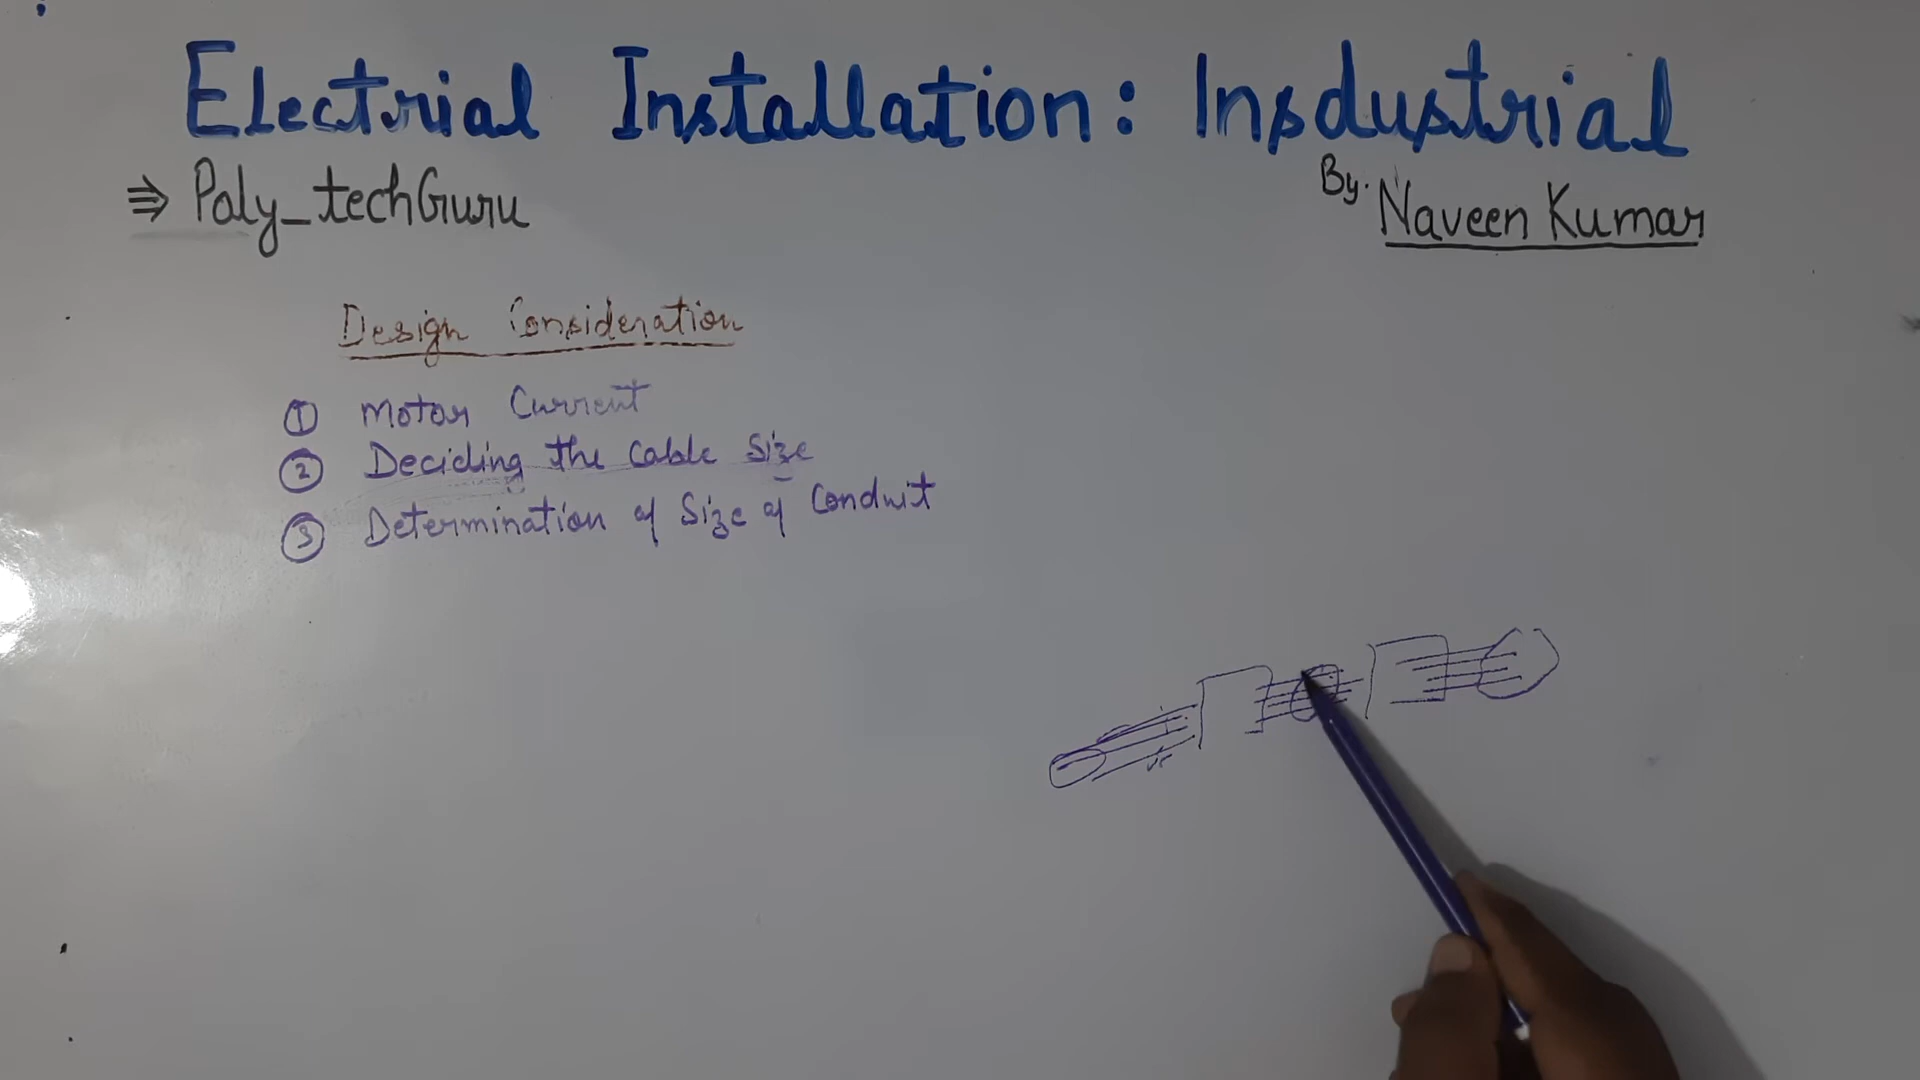 Electrial Installation: Insdustrial
⇒ Poly_techGuru
By. Naveen Kumar
Design Consideration
① Motor Current
② Deciding the Cable Size
③ Determination of Size of Conduit